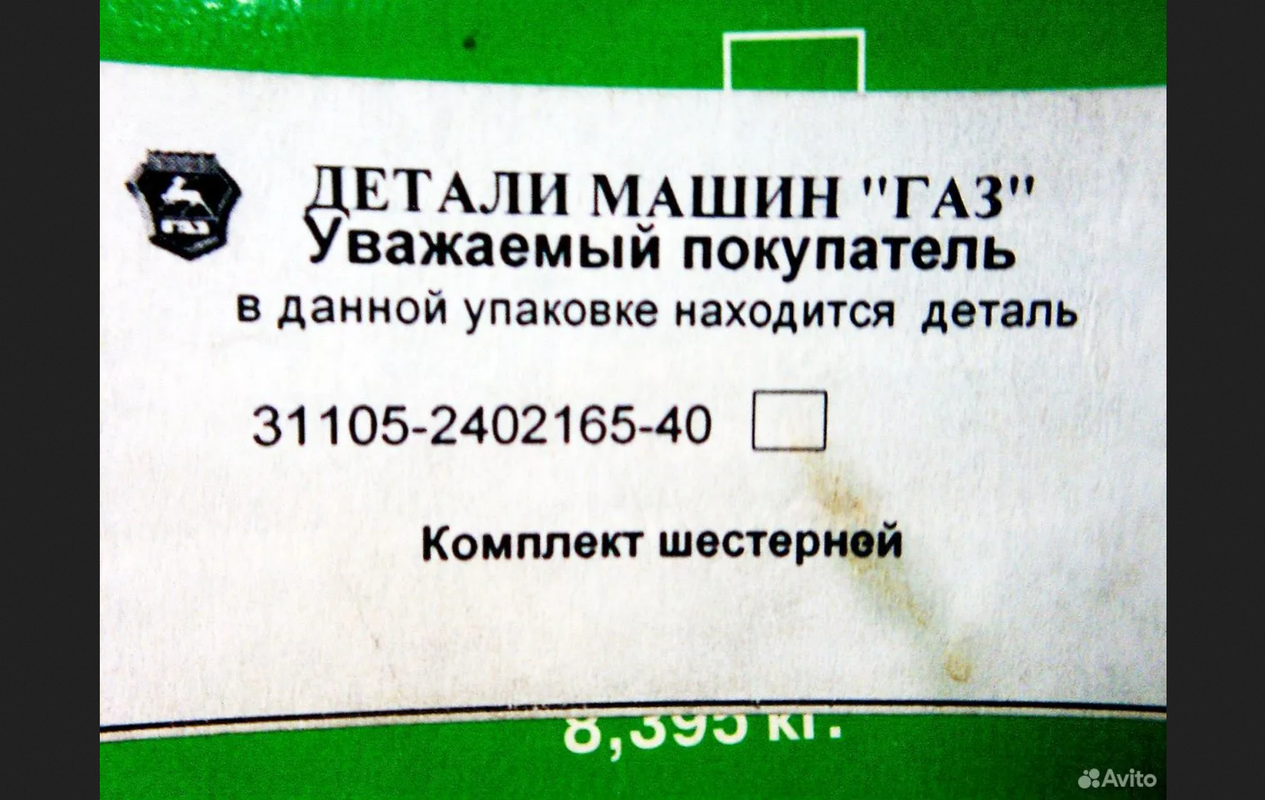 ДЕТАЛИ МАШИН "ГАЗ"
Уважаемый покупатель
в данной упаковке находится деталь
31105-2402165-40
Комплект шестерной
8,395 кг.
Avito